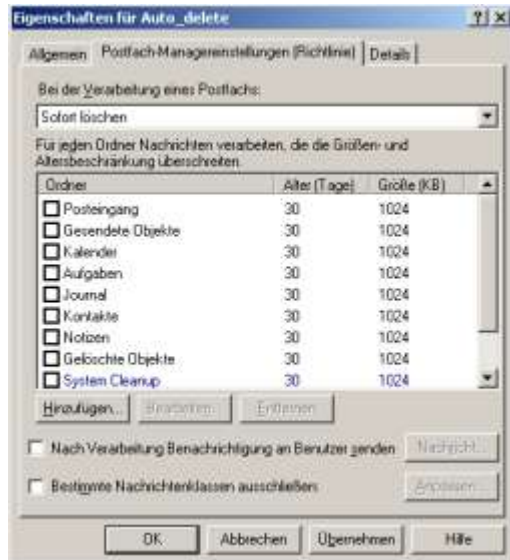 Eigenschaften für Auto_delete
Allgemein Postfach-Managereinstellungen (Richtlinie) Details
Bei der Verarbeitung eines Postfachs:
Sofort löschen
Für jeden Ordner Nachrichten verarbeiten, die die Größen- und
Altersbeschränkung überschreiten.
Ordner Alter (Tage) Größe (KB)
Posteingang 30 1024
Gesendete Objekte 30 1024
Kalender 30 1024
Aufgaben 30 1024
Journal 30 1024
Kontakte 30 1024
Notizen 30 1024
Gelöschte Objekte 30 1024
System Cleanup 30 1024
Hinzufügen... Bearbeiten... Entfernen
Nach Verarbeitung Benachrichtigung an Benutzer senden Nachricht...
Bestimmte Nachrichtenklassen ausschließen Anpassen...
OK Abbrechen Übernehmen Hilfe